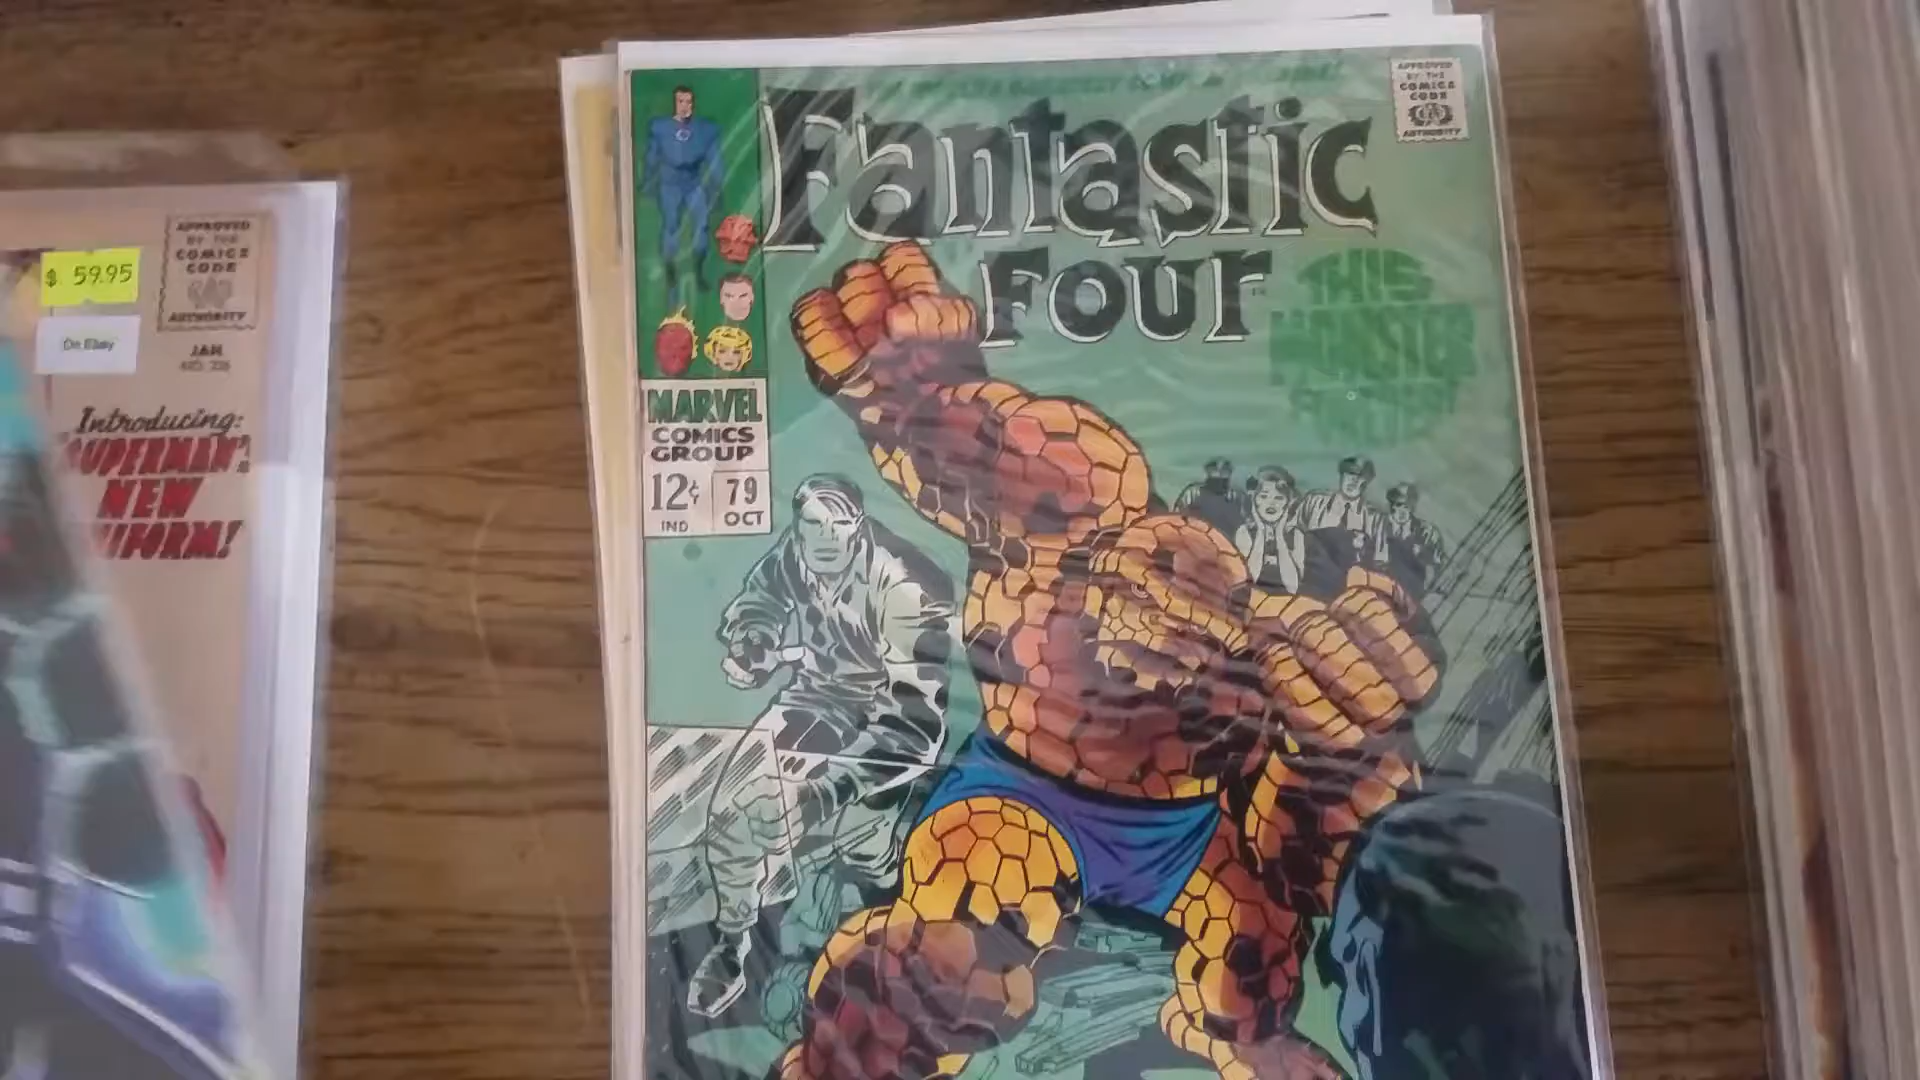 $ 59.95
On Ebay
APPROVED
BY THE
COMICS
CODE
AUTHORITY
JAN
Introducing:
"SUPERMAN'S
NEW
UNIFORM!
Fantastic
FOUR
APPROVED
BY THE
COMICS
CODE
AUTHORITY
THIS
MONSTER
MARVEL
COMICS
GROUP
12¢
IND
79
OCT